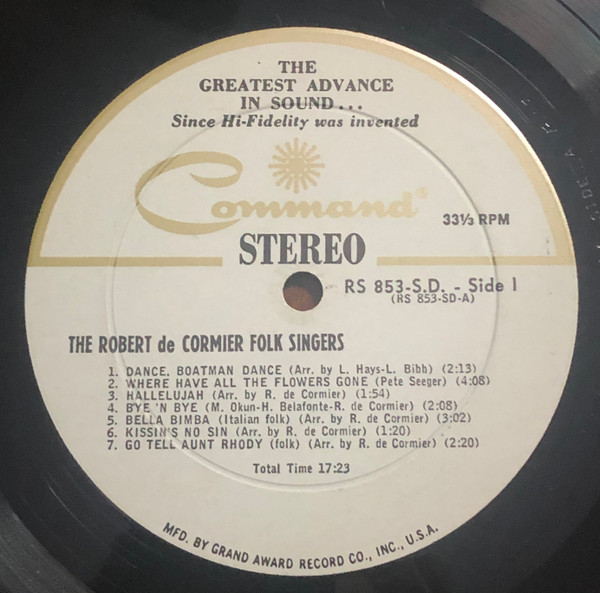 THE
GREATEST ADVANCE
IN SOUND...
Since Hi-Fidelity was invented
Command
33⅓ RPM
STEREO
RS 853-S.D. - Side 1
(RS 853-SD-A)
THE ROBERT de CORMIER FOLK SINGERS
1. DANCE, BOATMAN DANCE (Arr. by L. Hays-L. Bibb) (2:13)
2. WHERE HAVE ALL THE FLOWERS GONE (Pete Seeger) (4:08)
3. HALLELUJAH (Arr. by R. de Cormier) (1:54)
4. BYE 'N BYE (M. Okun-H. Belafonte-R. de Cormier) (2:08)
5. BELLA BIMBA (Italian folk) (Arr. by R. de Cormier) (3:02)
6. KISSIN'S NO SIN (Arr. by R. de Cormier) (1:20)
7. GO TELL AUNT RHODY (folk) (Arr. by R. de Cormier) (2:20)
Total Time 17:23
MFD. BY GRAND AWARD RECORD CO., INC., U.S.A.